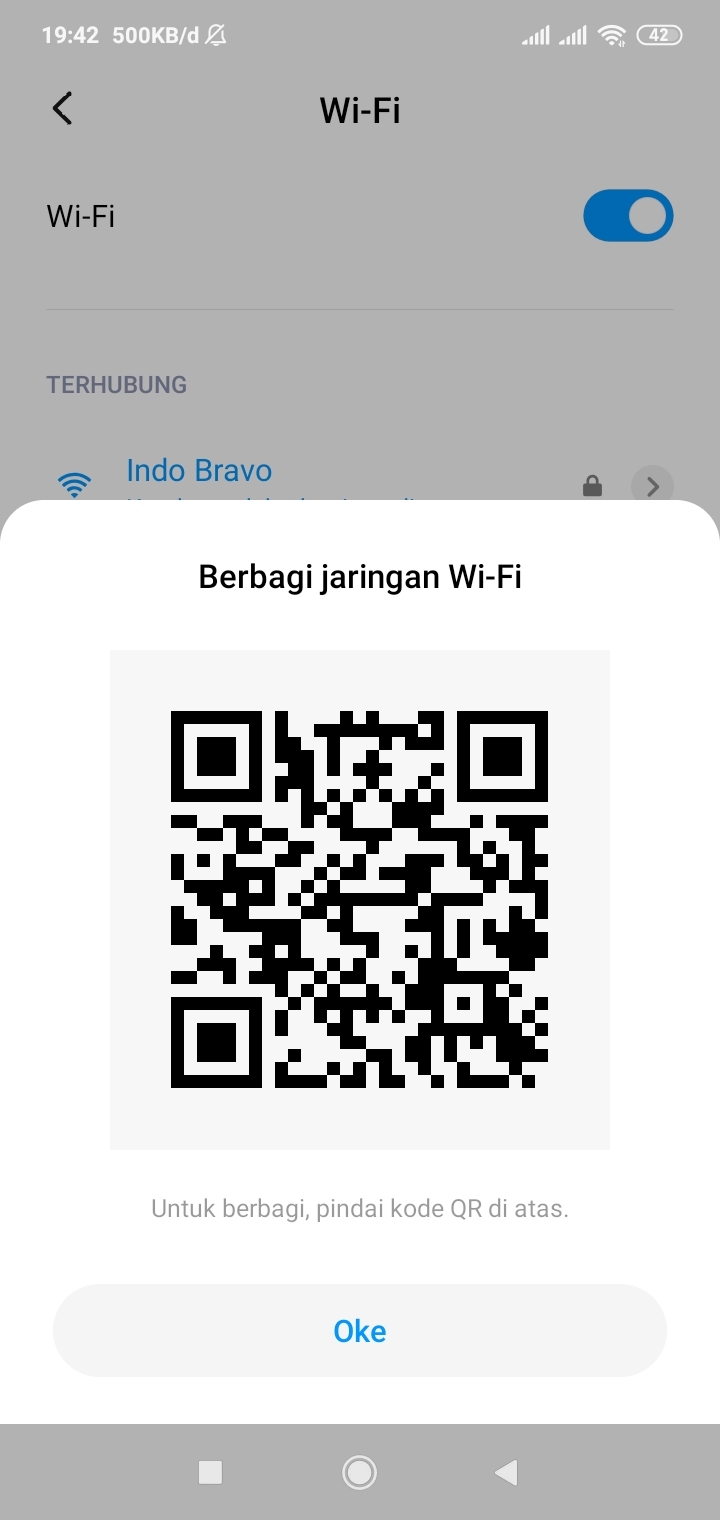 19:42 500KB/d 42
Wi-Fi
Wi-Fi
TERHUBUNG
Indo Bravo
Berbagi jaringan Wi-Fi
Untuk berbagi, pindai kode QR di atas.
Oke